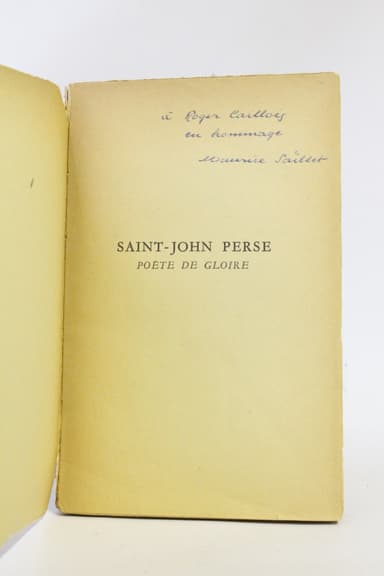 à Roger Caillois
en hommage
Maurice Saillet
SAINT-JOHN PERSE
POÈTE DE GLOIRE